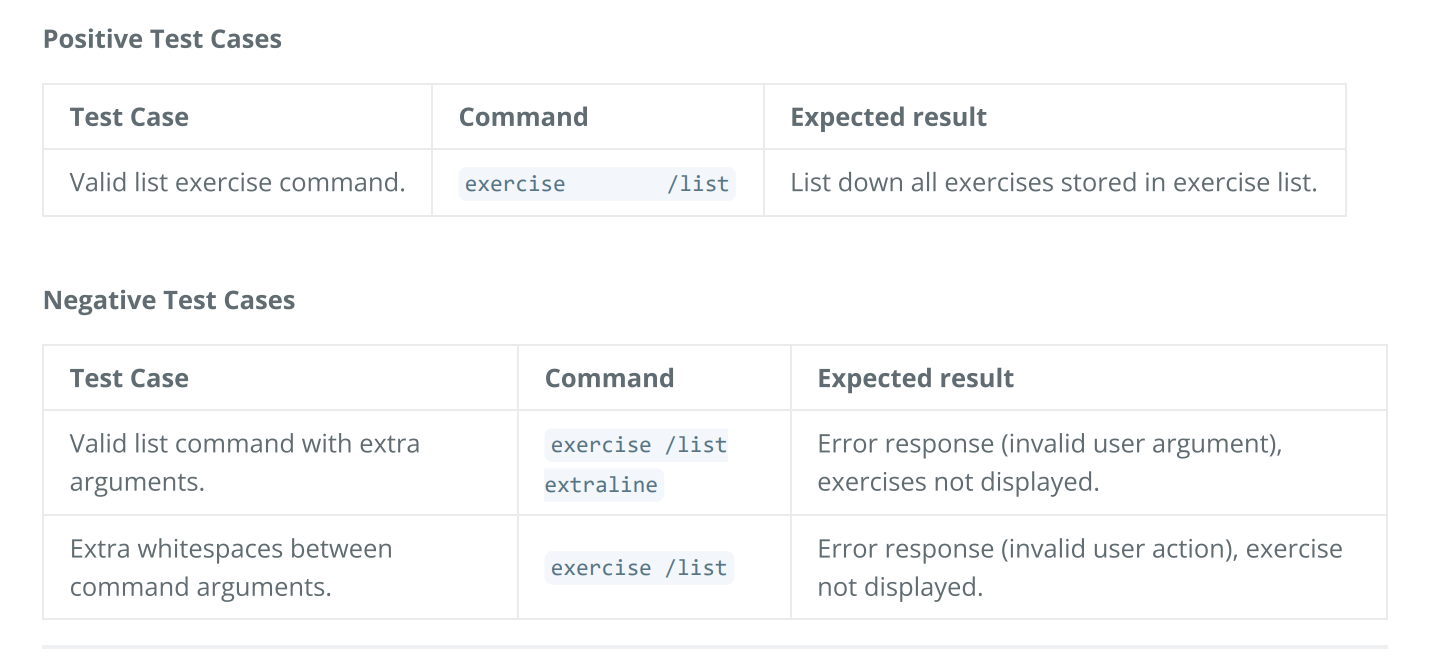 Positive Test Cases
Test Case Command Expected result
Valid list exercise command. exercise        /list List down all exercises stored in exercise list.
Negative Test Cases
Test Case Command Expected result
Valid list command with extra
arguments.
exercise /list
extraline
Error response (invalid user argument),
exercises not displayed.
Extra whitespaces between
command arguments.
exercise /list
Error response (invalid user action), exercise
not displayed.